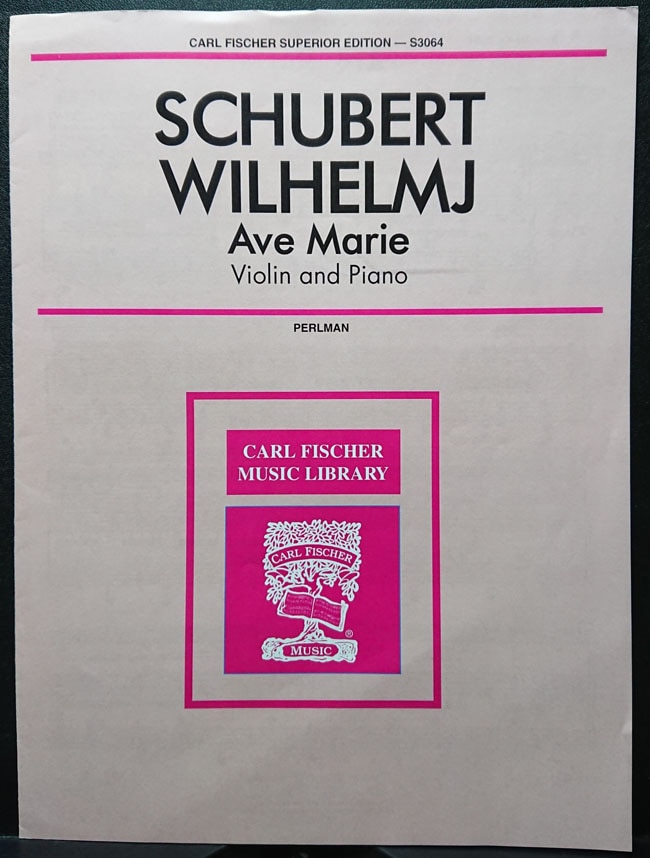 CARL FISCHER SUPERIOR EDITION — S3064
SCHUBERT
WILHELMJ
Ave Marie
Violin and Piano
PERLMAN
CARL FISCHER
MUSIC LIBRARY
CARL FISCHER
®
MUSIC